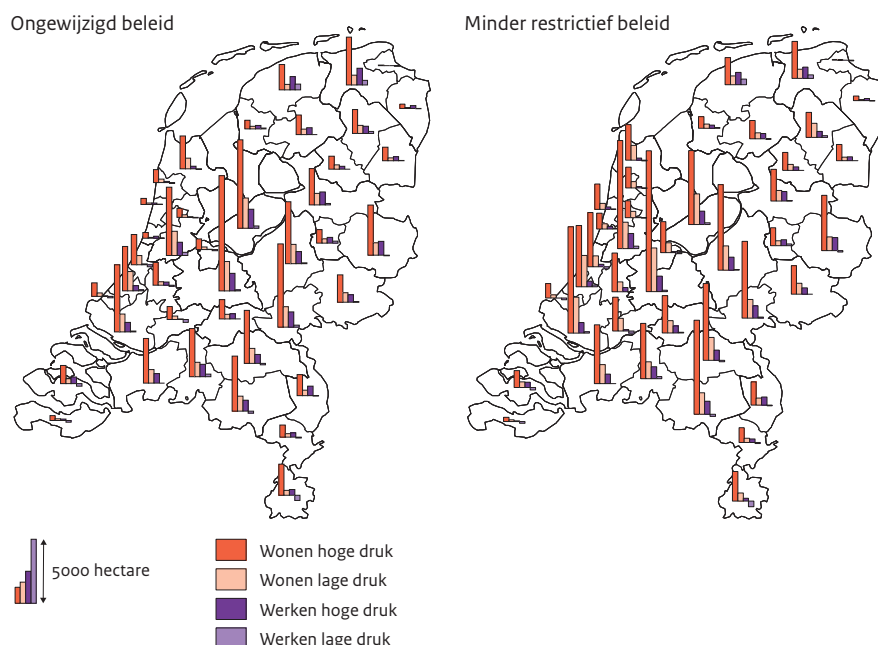 Ongewijzigd beleid
Minder restrictief beleid
5000 hectare
Wonen hoge druk
Wonen lage druk
Werken hoge druk
Werken lage druk